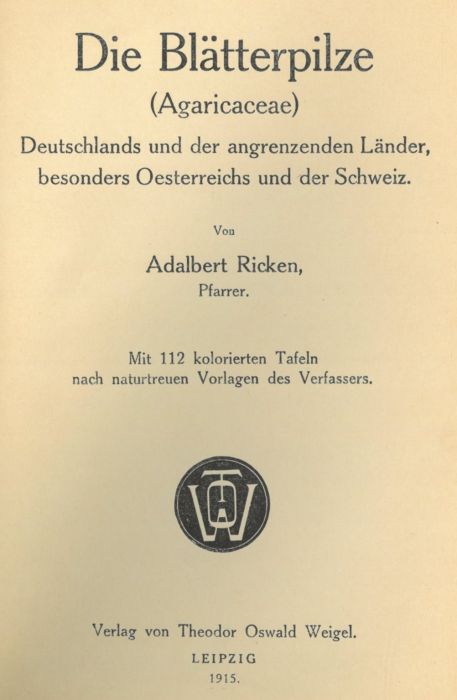 Die Blätterpilze
(Agaricaceae)
Deutschlands und der angrenzenden Länder,
besonders Oesterreichs und der Schweiz.
Von
Adalbert Ricken,
Pfarrer.
Mit 112 kolorierten Tafeln
nach naturtreuen Vorlagen des Verfassers.
TOW
Verlag von Theodor Oswald Weigel.
LEIPZIG
1915.